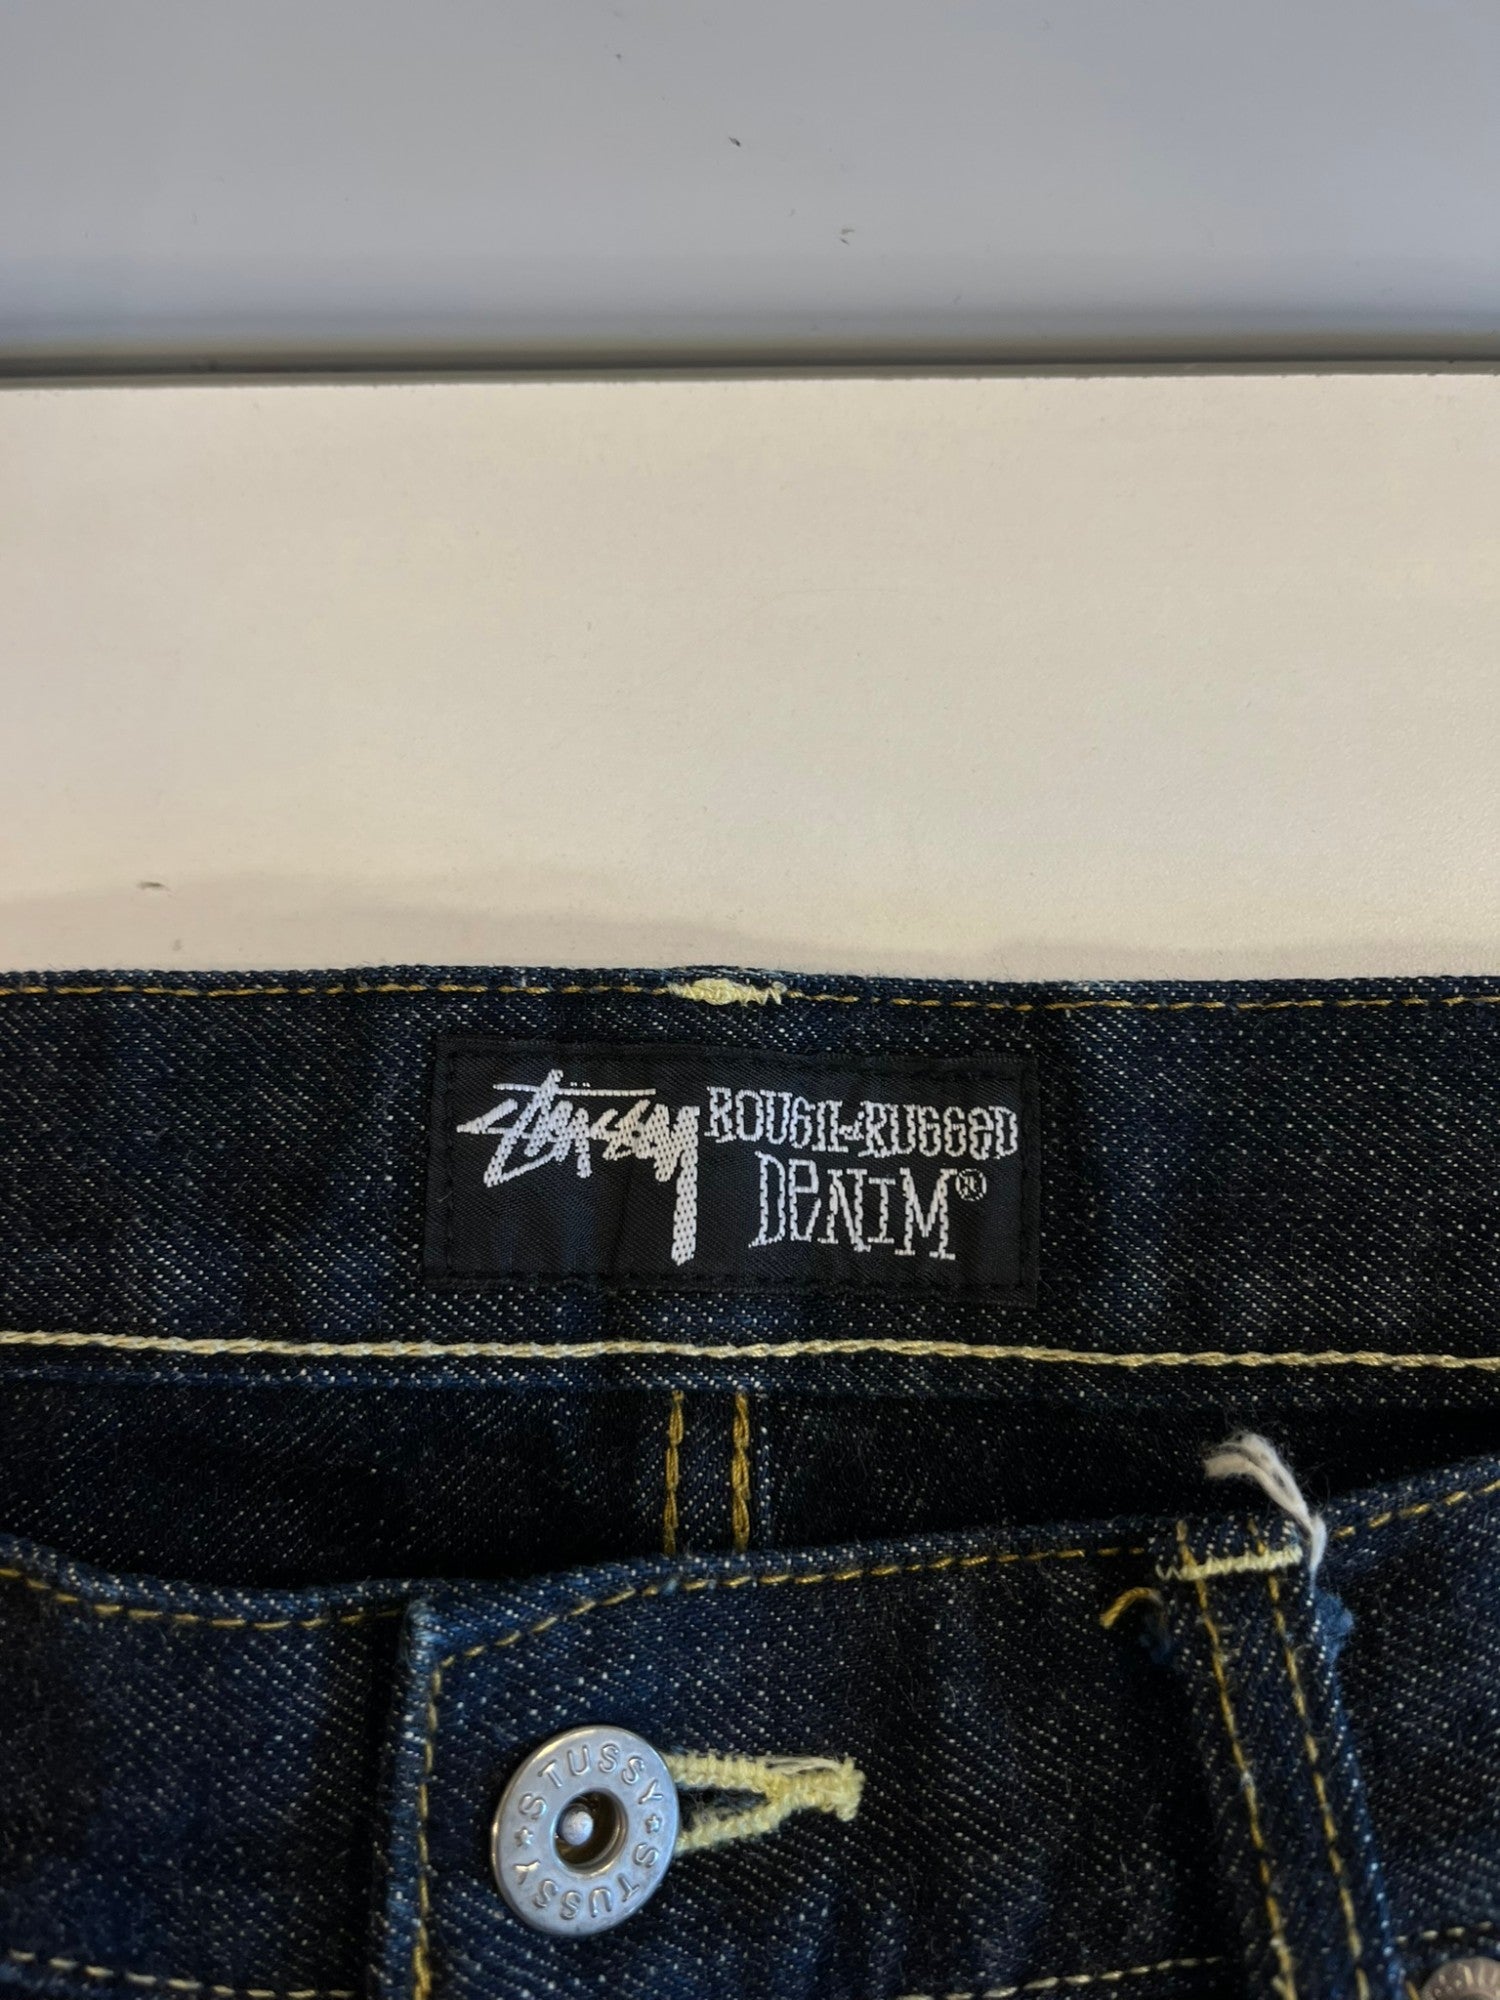 Stüssy ROUGH & RUGGED
DENIM®
STUSSY ★ STUSSY ★